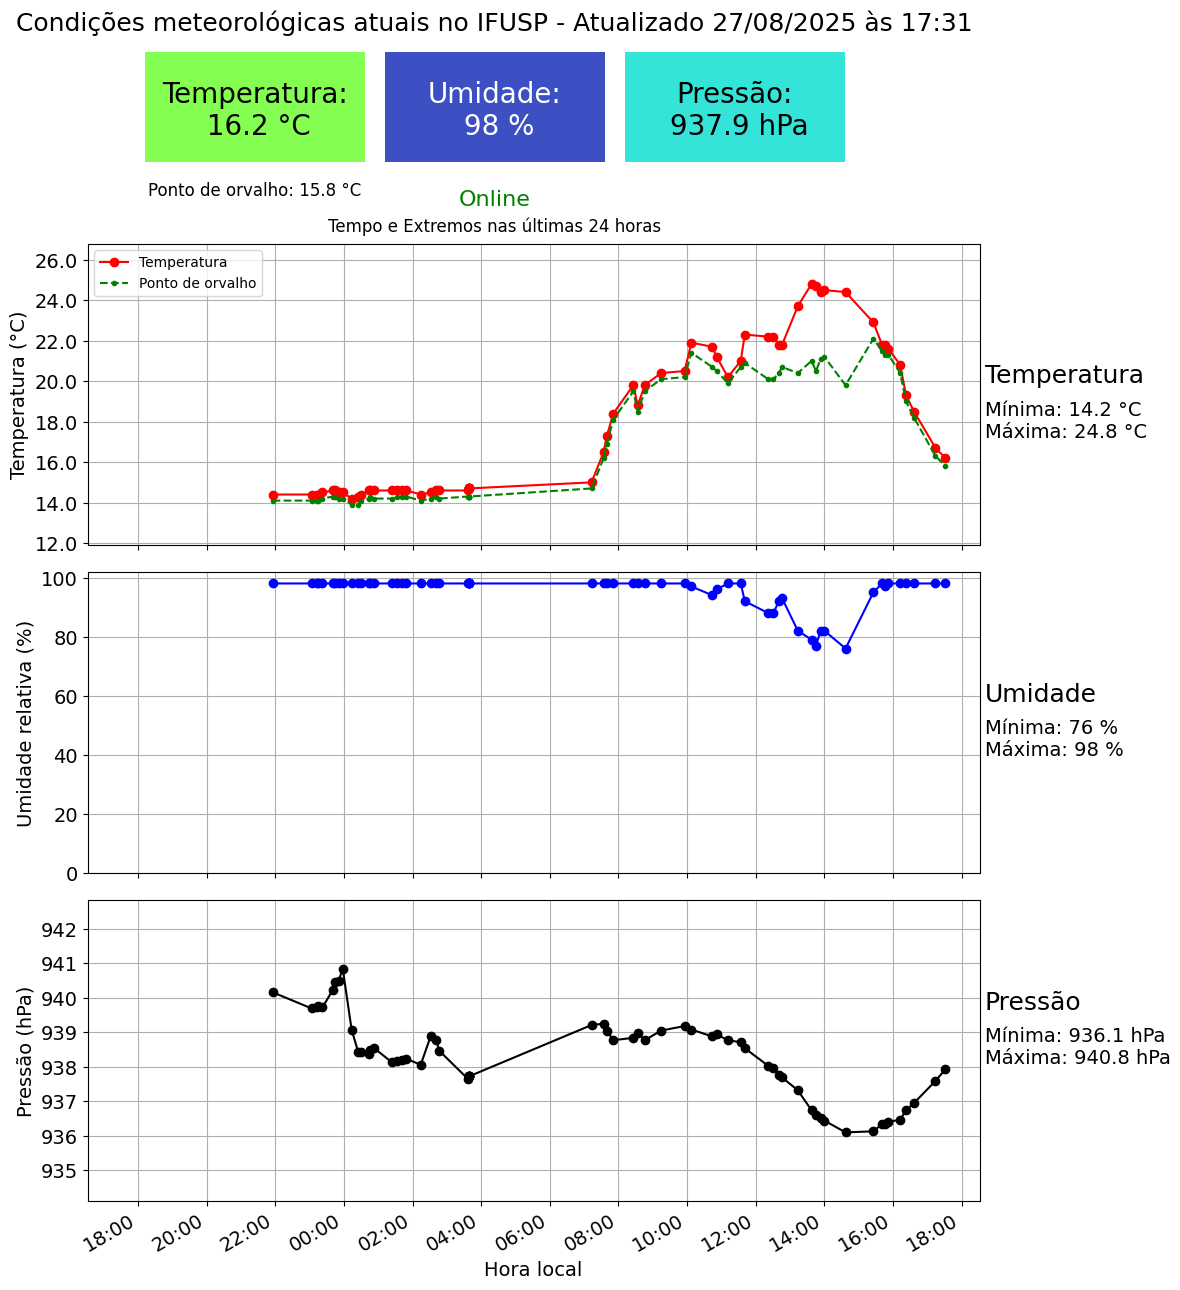 Condições meteorológicas atuais no IFUSP - Atualizado 27/08/2025 às 17:31
Temperatura:
16.2 °C
Umidade:
98 %
Pressão:
937.9 hPa
Ponto de orvalho: 15.8 °C
Online
Tempo e Extremos nas últimas 24 horas
Temperatura (°C)
26.0
24.0
22.0
20.0
18.0
16.0
14.0
12.0
Temperatura
Ponto de orvalho
Temperatura
Mínima: 14.2 °C
Máxima: 24.8 °C
Umidade relativa (%)
100
80
60
40
20
0
Umidade
Mínima: 76 %
Máxima: 98 %
Pressão (hPa)
942
941
940
939
938
937
936
935
Pressão
Mínima: 936.1 hPa
Máxima: 940.8 hPa
18:00 20:00 22:00 00:00 02:00 04:00 06:00 08:00 10:00 12:00 14:00 16:00 18:00
Hora local